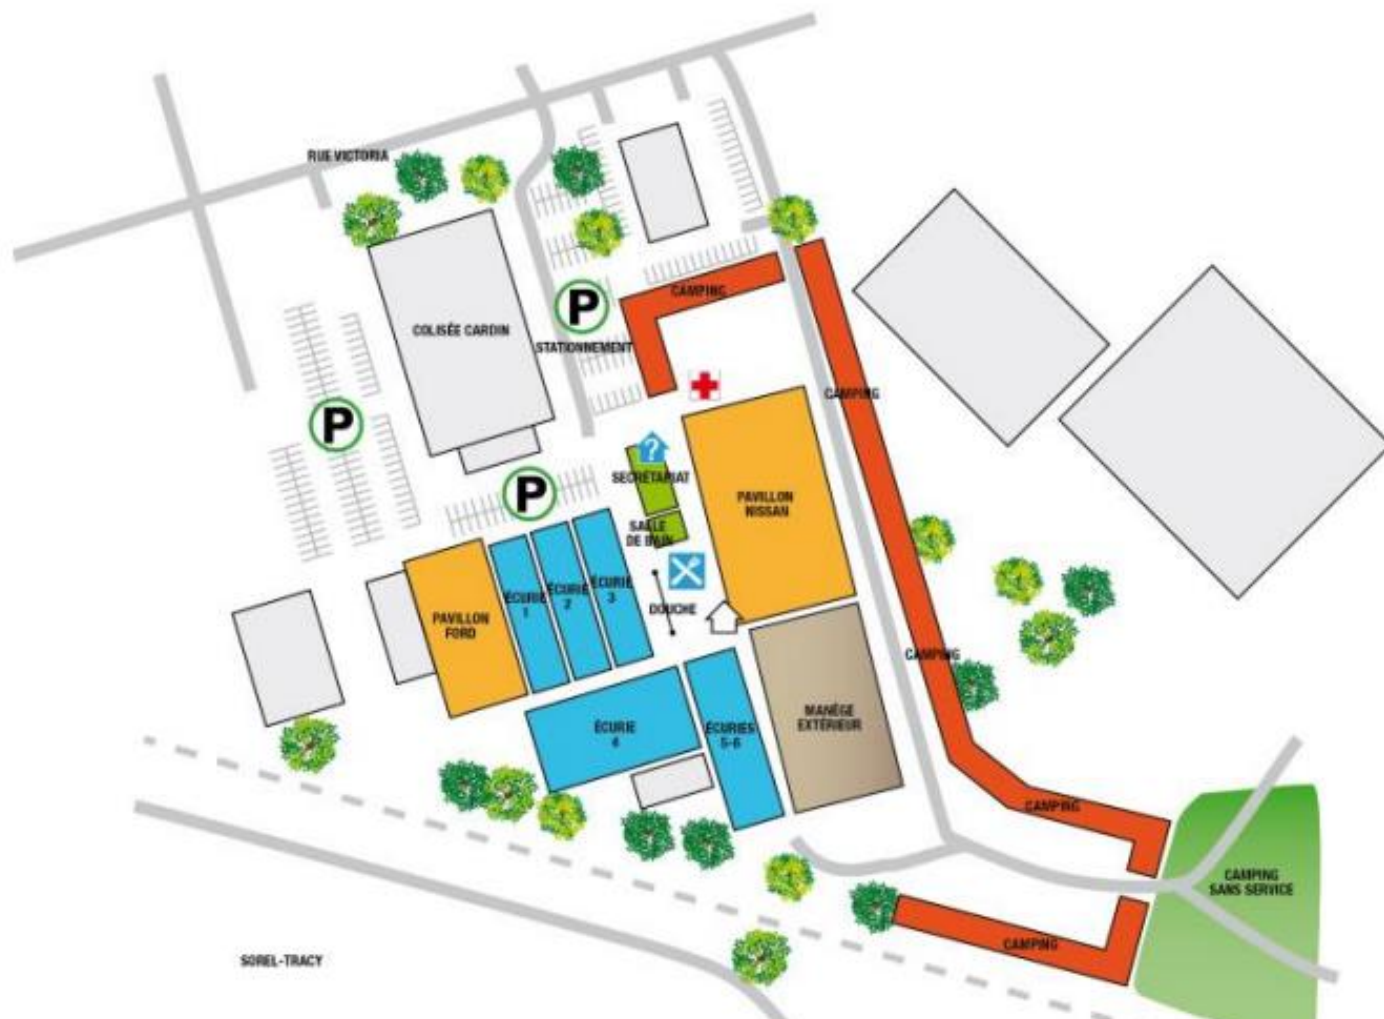 RUE VICTORIA
CAMPING
P
COLISÉE CARDIN
STATIONNEMENT
CAMPING
P
?
SECRÉTARIAT
P
PAVILLON
NISSAN
SALLE
DE BAIN
ÉCURIE
1
ÉCURIE
2
ÉCURIE
3
DOUCHE
PAVILLON
FORD
CAMPING
MANÈGE
EXTÉRIEUR
ÉCURIE
4
ÉCURIES
5-6
CAMPING
CAMPING
SANS SERVICE
CAMPING
SOREL-TRACY